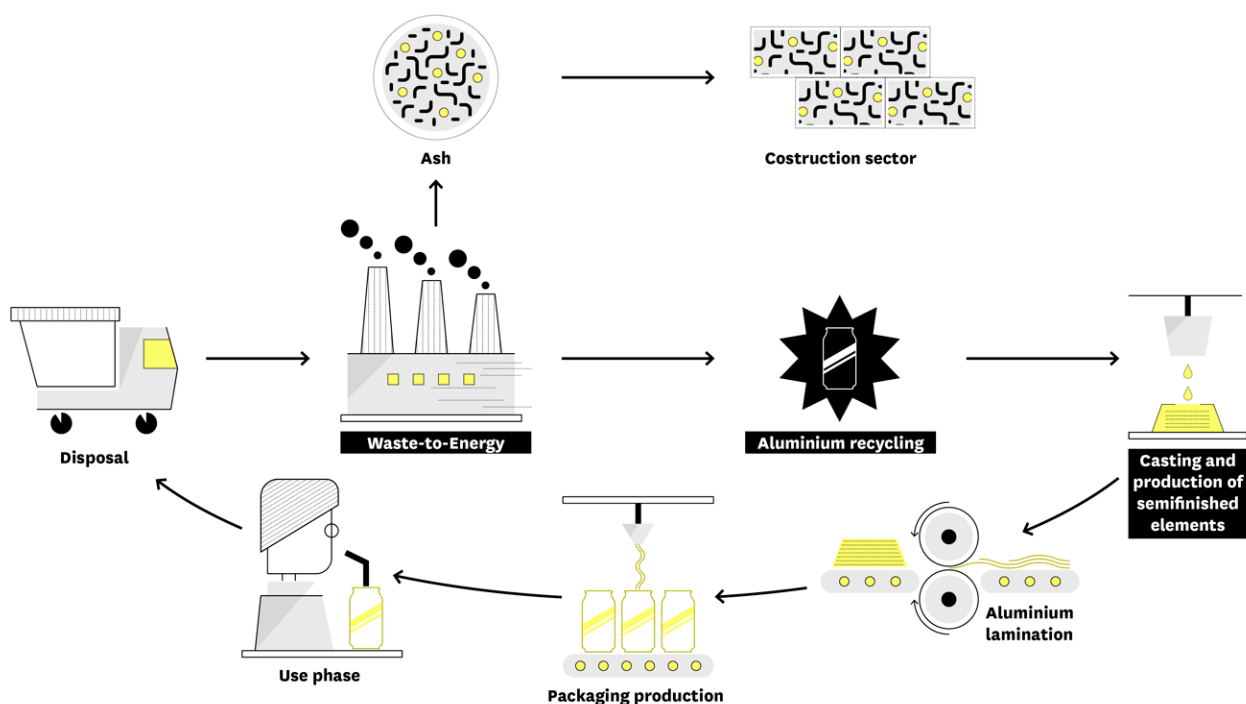 Ash
Costruction sector
Disposal
Waste-to-Energy
Aluminium recycling
Casting and
production of
semifinished
elements
Aluminium
lamination
Packaging production
Use phase